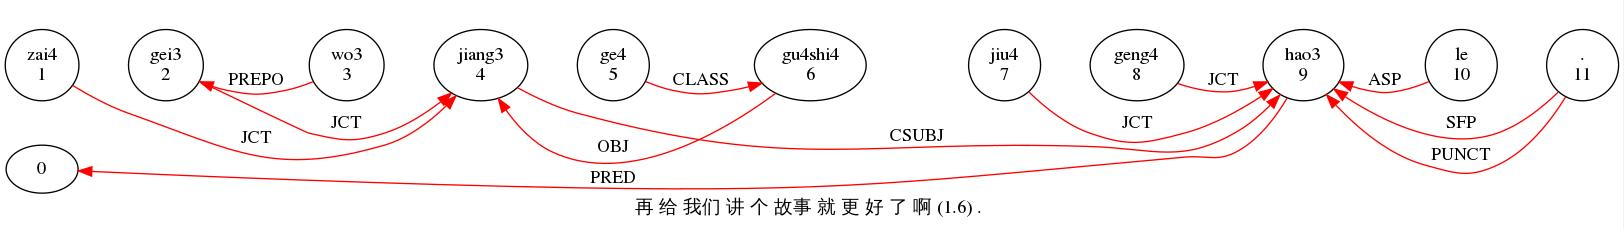 zai4 gei3 wo3 jiang3 ge4 gu4shi4 jiu4 geng4 hao3 le .
1 2 3 4 5 6 7 8 9 10 11
PREPO CLASS JCT ASP
JCT JCT SFP
JCT OBJ CSUBJ PUNCT
0 PRED
再 给 我们 讲 个 故事 就 更 好 了 啊 (1.6) .